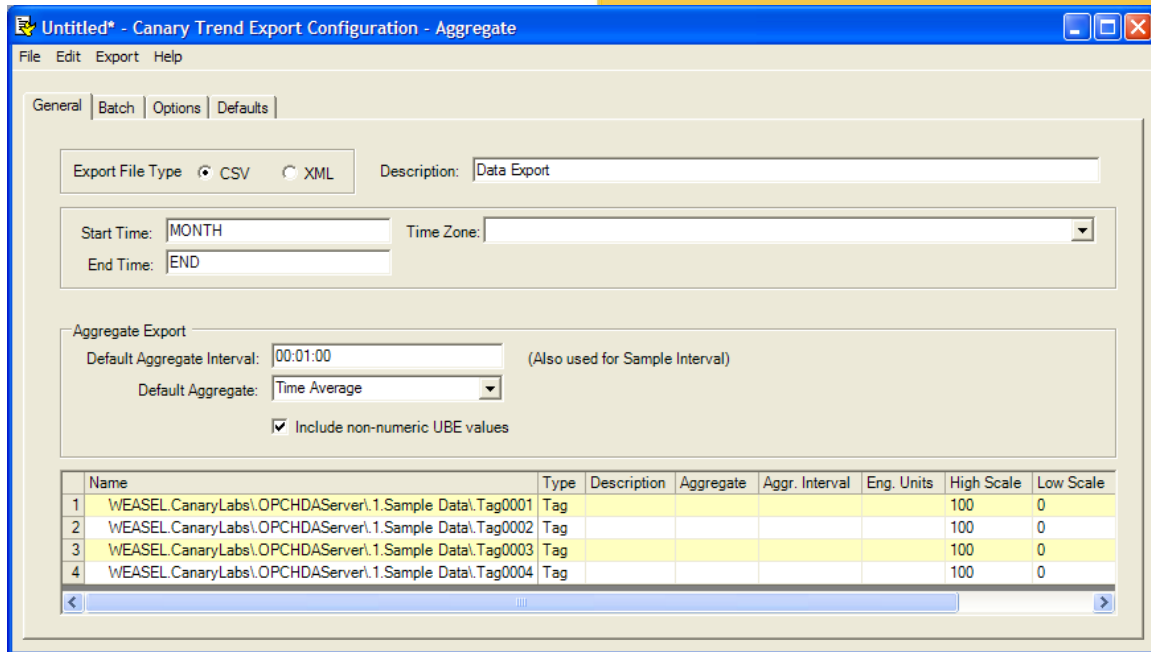 Untitled* - Canary Trend Export Configuration - Aggregate
File Edit Export Help
General Batch Options Defaults
Export File Type CSV XML Description: Data Export
Start Time: MONTH Time Zone:
End Time: END
Aggregate Export
Default Aggregate Interval: 00:01:00 (Also used for Sample Interval)
Default Aggregate: Time Average
Include non-numeric UBE values
Name Type Description Aggregate Aggr. Interval Eng. Units High Scale Low Scale
1 WEASEL.CanaryLabs\.OPCHDAServer\.1.Sample Data\.Tag0001 Tag 100 0
2 WEASEL.CanaryLabs\.OPCHDAServer\.1.Sample Data\.Tag0002 Tag 100 0
3 WEASEL.CanaryLabs\.OPCHDAServer\.1.Sample Data\.Tag0003 Tag 100 0
4 WEASEL.CanaryLabs\.OPCHDAServer\.1.Sample Data\.Tag0004 Tag 100 0